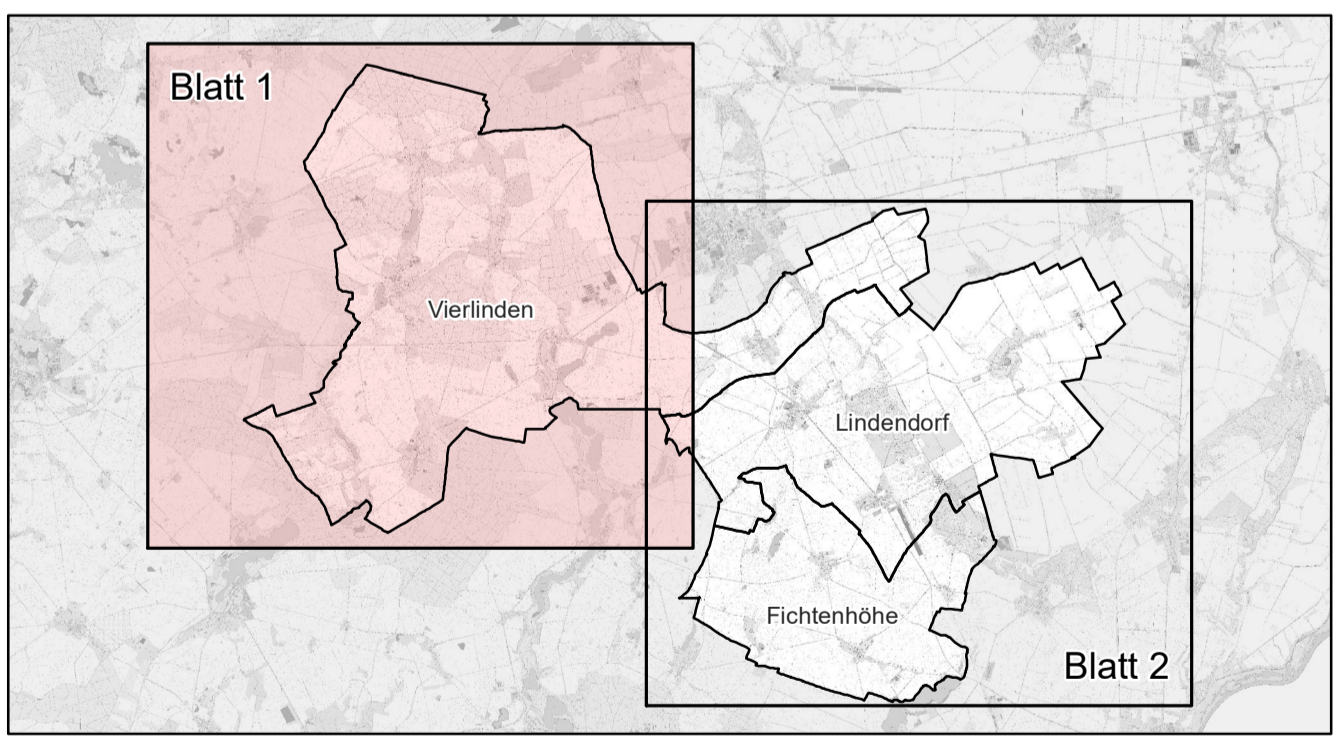 Blatt 1
Vierlinden
Lindendorf
Fichtenhöhe
Blatt 2